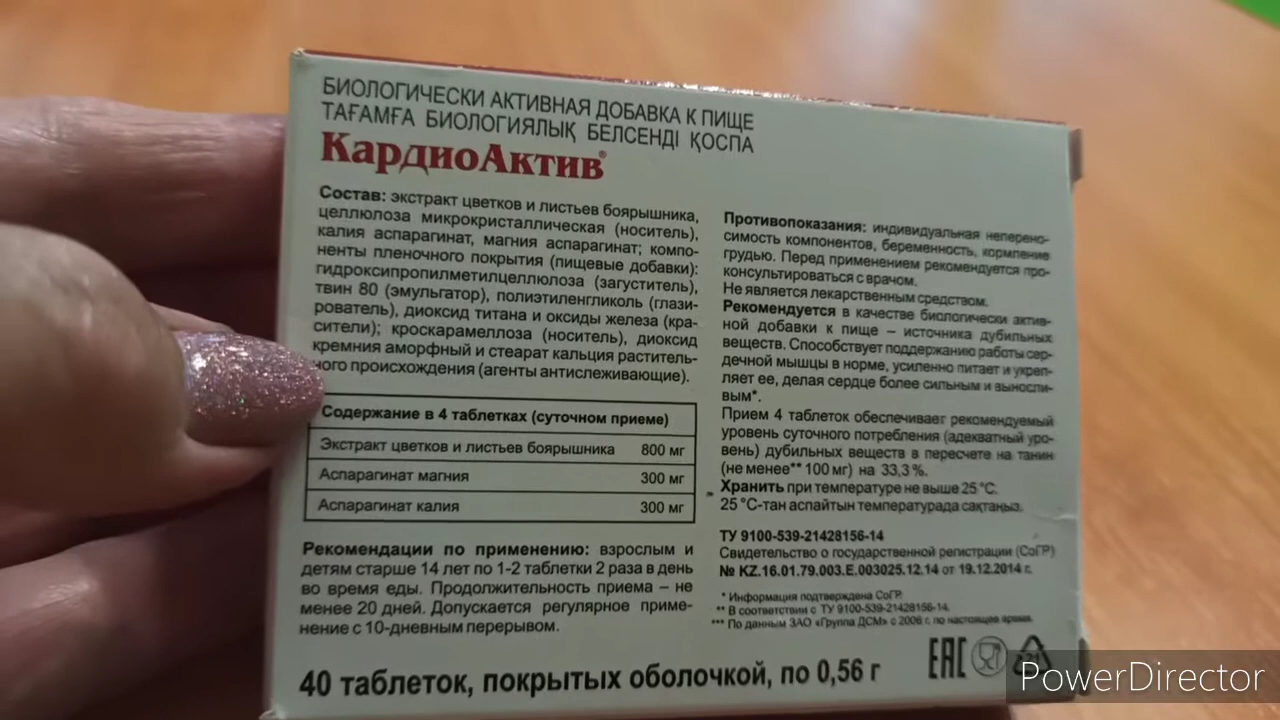 БИОЛОГИЧЕСКИ АКТИВНАЯ ДОБАВКА К ПИЩЕ
ТАҒАМҒА БИОЛОГИЯЛЫҚ БЕЛСЕНДІ ҚОСПА
КардиоАктив®
Состав: экстракт цветков и листьев боярышника,
целлюлоза микрокристаллическая (носитель),
калия аспарагинат, магния аспарагинат; компо-
ненты пленочного покрытия (пищевые добавки):
гидроксипропилметилцеллюлоза (загуститель),
твин 80 (эмульгатор), полиэтиленгликоль (глази-
рователь), диоксид титана и оксиды железа (кра-
сители); кроскарамеллоза (носитель), диоксид
кремния аморфный и стеарат кальция раститель-
ного происхождения (агенты антислеживающие).
Содержание в 4 таблетках (суточном приеме)
Экстракт цветков и листьев боярышника 800 мг
Аспарагинат магния 300 мг
Аспарагинат калия 300 мг
Рекомендации по применению: взрослым и
детям старше 14 лет по 1-2 таблетки 2 раза в день
во время еды. Продолжительность приема – не
менее 20 дней. Допускается регулярное приме-
нение с 10-дневным перерывом.
Противопоказания: индивидуальная неперено-
симость компонентов, беременность, кормление
грудью. Перед применением рекомендуется про-
консультироваться с врачом.
Не является лекарственным средством.
Рекомендуется в качестве биологически актив-
ной добавки к пище – источника дубильных
веществ. Способствует поддержанию работы сер-
дечной мышцы в норме, усиленно питает и укреп-
ляет ее, делая сердце более сильным и выносли-
вым*.
Прием 4 таблеток обеспечивает рекомендуемый
уровень суточного потребления (адекватный уро-
вень) дубильных веществ в пересчете на танин
(не менее** 100 мг) на 33,3 %.
Хранить при температуре не выше 25 °С.
25 °С-тан аспайтын температурада сақтаңыз.
ТУ 9100-539-21428156-14
Свидетельство о государственной регистрации (СоГР)
№ KZ.16.01.79.003.Е.003025.12.14 от 19.12.2014 г.
* Информация подтверждена СоГР.
** В соответствии с ТУ 9100-539-21428156-14.
*** По данным ЗАО «Группа ДСМ» с 2006 г. по настоящее время.
40 таблеток, покрытых оболочкой, по 0,56 г
EAC
PowerDirector